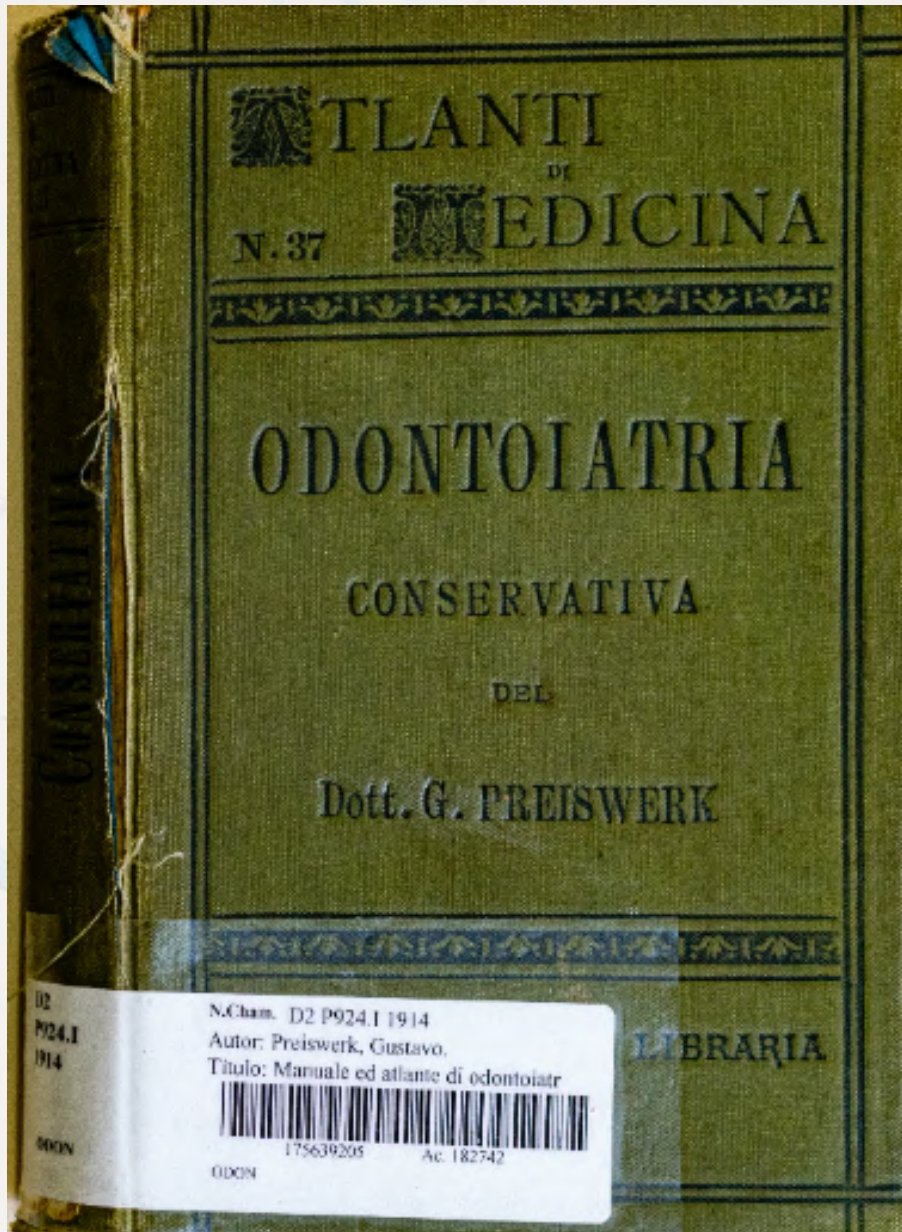 ATLANTI
DI
MEDICINA
N. 37
ODONTOIATRIA
CONSERVATIVA
DEL
Dott. G. PREISWERK
LIBRARIA
CONSERVATIVA
D2
P924.I
1914
ODON
N.Cham. D2 P924.I 1914
Autor: Preiswerk, Gustavo.
Título: Manuale ed atlante di odontoiatr
175639205 Ac. 182742
ODON